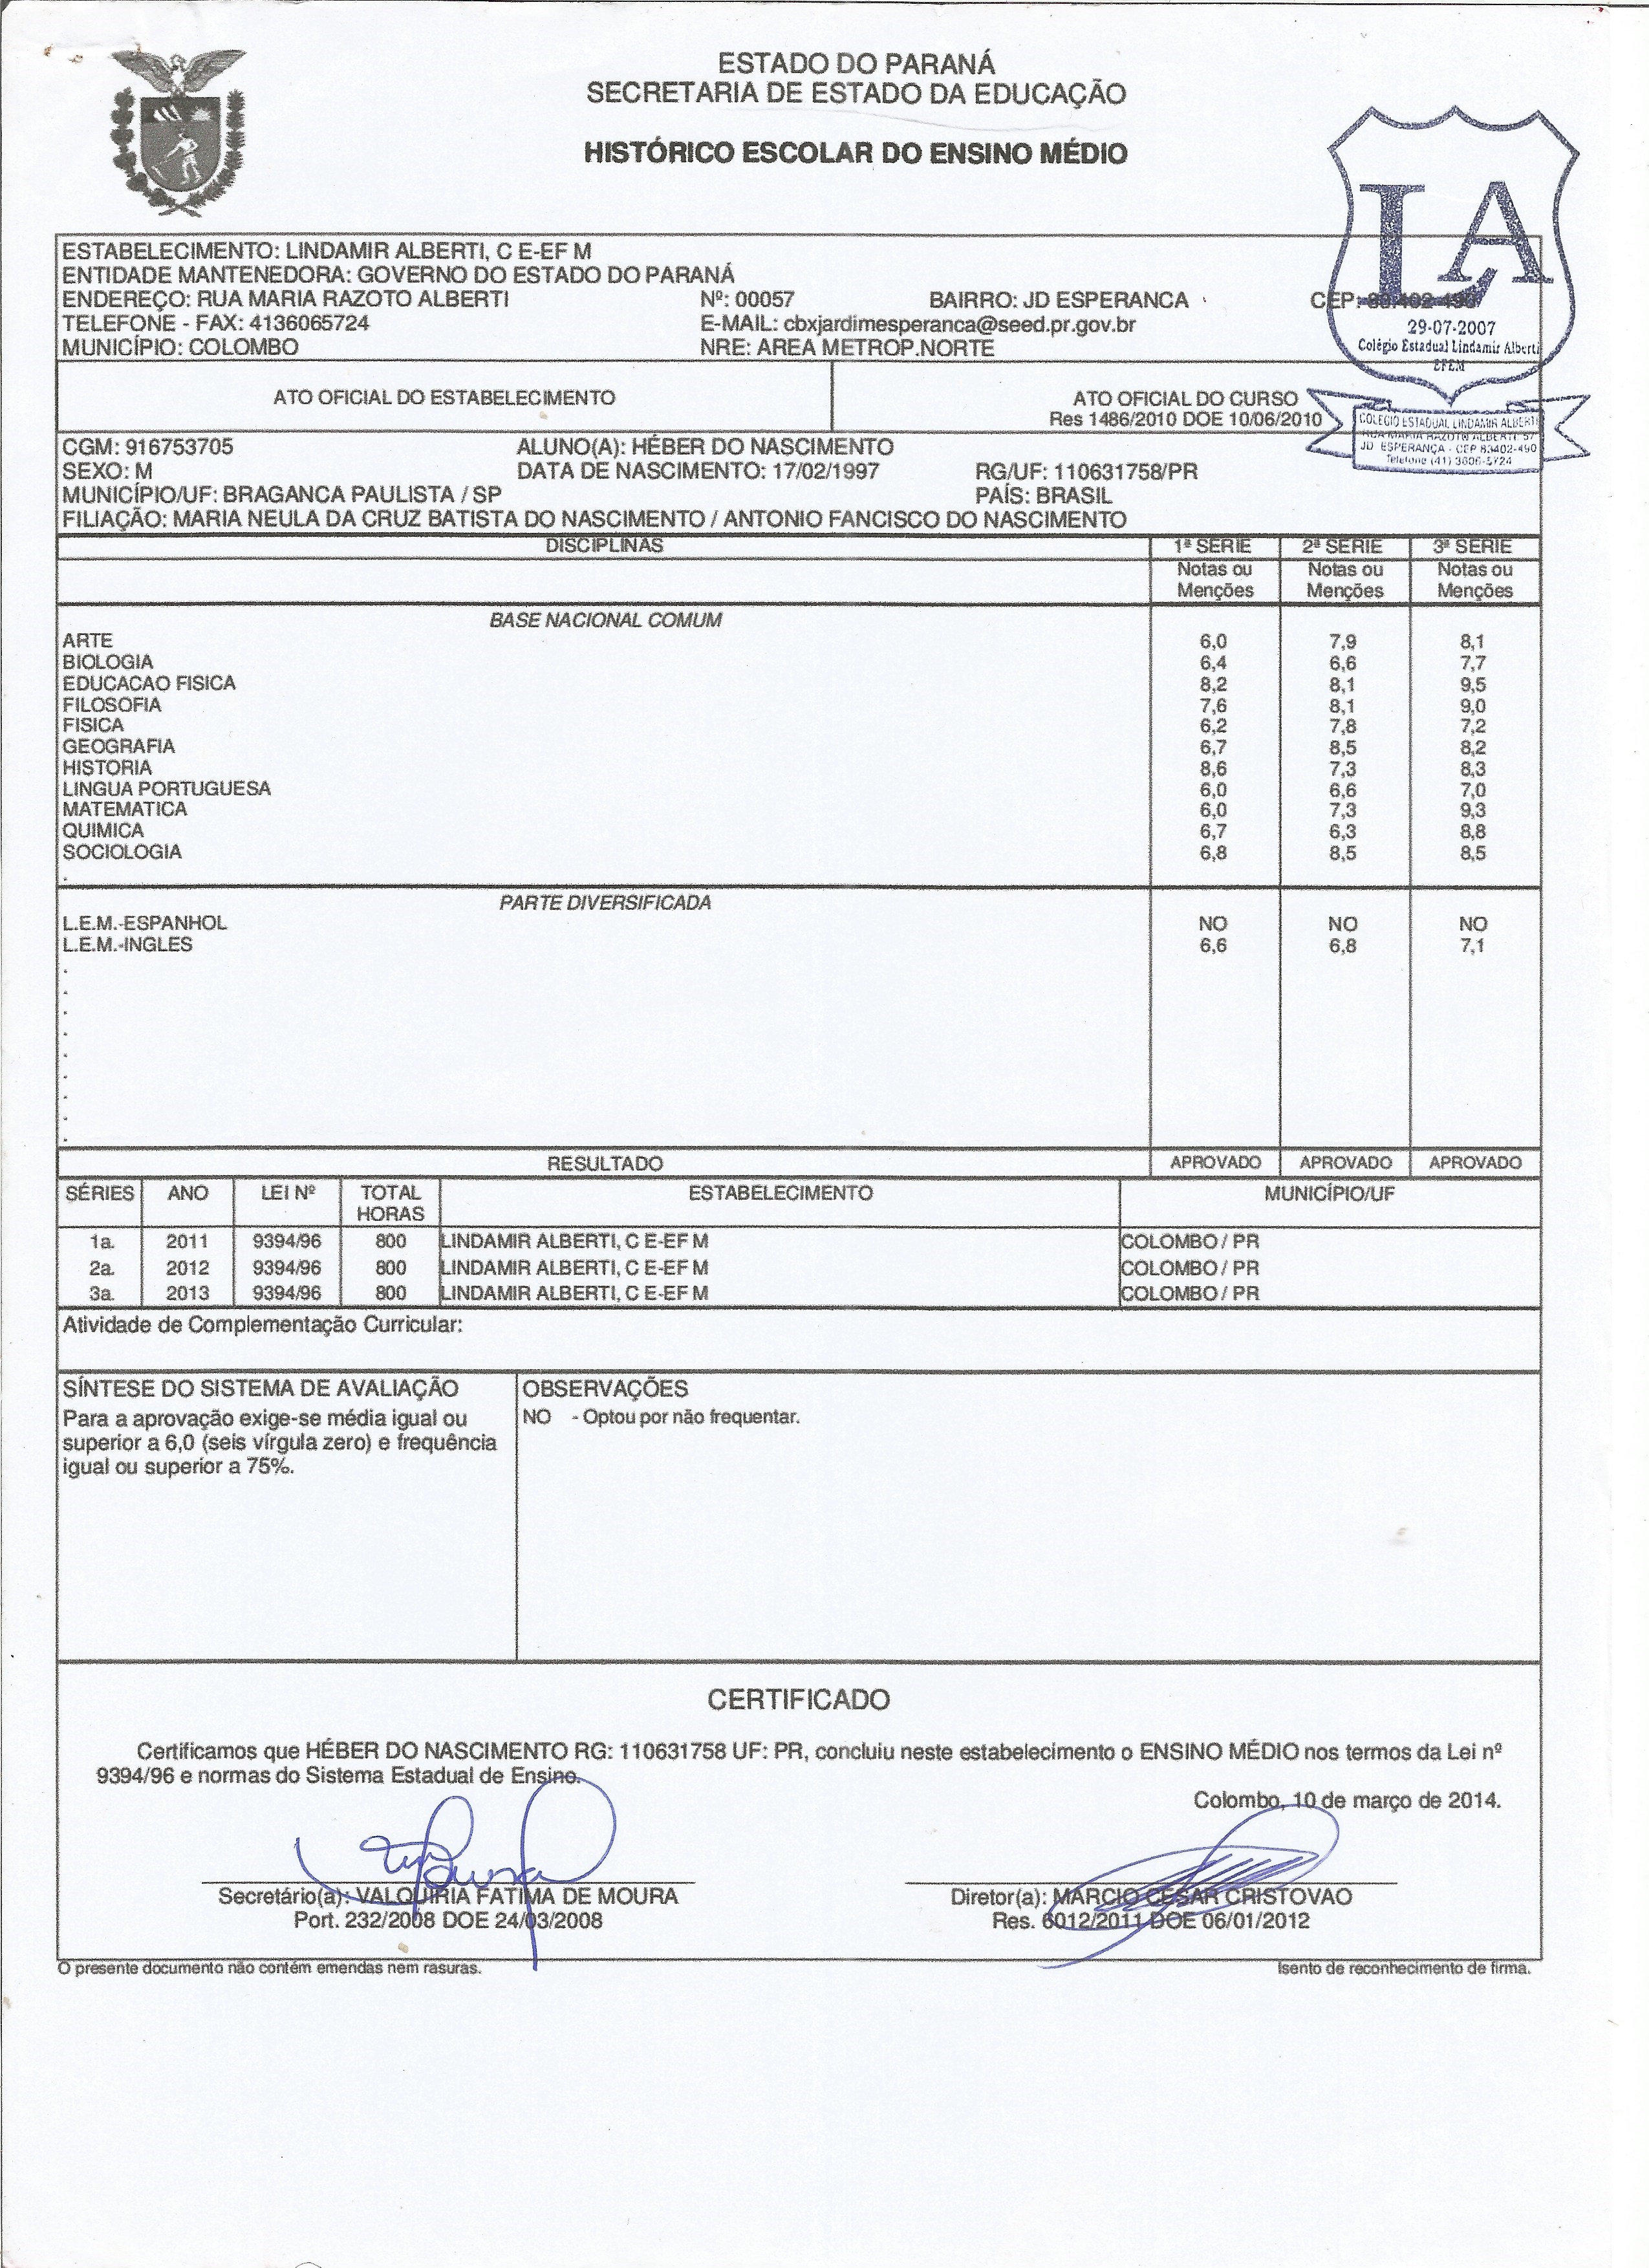 ESTADO DO PARANÁ
SECRETARIA DE ESTADO DA EDUCAÇÃO
HISTÓRICO ESCOLAR DO ENSINO MÉDIO
LA
29-07-2007
Colégio Estadual Lindamir Alberti
EFEM
COLEGIO ESTADUAL LINDAMIR ALBERTI
RUA MARIA RAZOTO ALBERTI 57
JD ESPERANÇA - CEP 83402-490
Telefone (41) 3606-5724
ESTABELECIMENTO: LINDAMIR ALBERTI, C E-EF M
ENTIDADE MANTENEDORA: GOVERNO DO ESTADO DO PARANÁ
ENDEREÇO: RUA MARIA RAZOTO ALBERTI Nº: 00057 BAIRRO: JD ESPERANCA CEP:
TELEFONE - FAX: 4136065724 E-MAIL: cbxjardimesperanca@seed.pr.gov.br
MUNICÍPIO: COLOMBO NRE: AREA METROP.NORTE
ATO OFICIAL DO ESTABELECIMENTO ATO OFICIAL DO CURSO
Res 1486/2010 DOE 10/06/2010
CGM: 916753705 ALUNO(A): HÉBER DO NASCIMENTO
SEXO: M DATA DE NASCIMENTO: 17/02/1997 RG/UF: 110631758/PR
MUNICÍPIO/UF: BRAGANCA PAULISTA / SP PAÍS: BRASIL
FILIAÇÃO: MARIA NEULA DA CRUZ BATISTA DO NASCIMENTO / ANTONIO FANCISCO DO NASCIMENTO
DISCIPLINAS 1ª SERIE 2ª SERIE 3ª SERIE
Notas ou Notas ou Notas ou
Menções Menções Menções
BASE NACIONAL COMUM
ARTE 6,0 7,9 8,1
BIOLOGIA 6,4 6,6 7,7
EDUCACAO FISICA 8,2 8,1 9,5
FILOSOFIA 7,6 8,1 9,0
FISICA 6,2 7,8 7,2
GEOGRAFIA 6,7 8,5 8,2
HISTORIA 8,6 7,3 8,3
LINGUA PORTUGUESA 6,0 6,6 7,0
MATEMATICA 6,0 7,3 9,3
QUIMICA 6,7 6,3 8,8
SOCIOLOGIA 6,8 8,5 8,5
PARTE DIVERSIFICADA
L.E.M.-ESPANHOL NO NO NO
L.E.M.-INGLES 6,6 6,8 7,1
RESULTADO APROVADO APROVADO APROVADO
SÉRIES ANO LEI Nº TOTAL ESTABELECIMENTO MUNICÍPIO/UF
HORAS
1a. 2011 9394/96 800 LINDAMIR ALBERTI, C E-EF M COLOMBO / PR
2a. 2012 9394/96 800 LINDAMIR ALBERTI, C E-EF M COLOMBO / PR
3a. 2013 9394/96 800 LINDAMIR ALBERTI, C E-EF M COLOMBO / PR
Atividade de Complementação Curricular:
SÍNTESE DO SISTEMA DE AVALIAÇÃO
Para a aprovação exige-se média igual ou
superior a 6,0 (seis vírgula zero) e frequência
igual ou superior a 75%.
OBSERVAÇÕES
NO - Optou por não frequentar.
CERTIFICADO
Certificamos que HÉBER DO NASCIMENTO RG: 110631758 UF: PR, concluiu neste estabelecimento o ENSINO MÉDIO nos termos da Lei nº
9394/96 e normas do Sistema Estadual de Ensino.
Colombo, 10 de março de 2014.
Secretário(a): VALQUIRIA FATIMA DE MOURA
Port. 232/2008 DOE 24/03/2008
Diretor(a): MARCIO CESAR CRISTOVAO
Res. 6012/2011 DOE 06/01/2012
O presente documento não contém emendas nem rasuras. Isento de reconhecimento de firma.